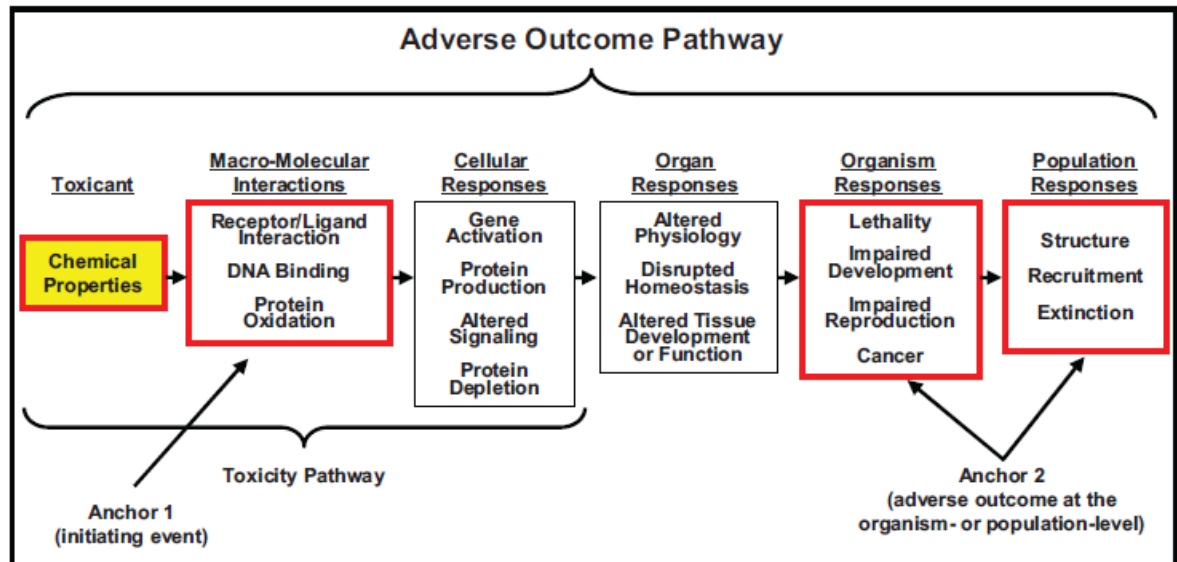 Adverse Outcome Pathway
Toxicant
Chemical
Properties
Macro-Molecular
Interactions
Receptor/Ligand
Interaction
DNA Binding
Protein
Oxidation
Cellular
Responses
Gene
Activation
Protein
Production
Altered
Signaling
Protein
Depletion
Organ
Responses
Altered
Physiology
Disrupted
Homeostasis
Altered Tissue
Development
or Function
Organism
Responses
Lethality
Impaired
Development
Impaired
Reproduction
Cancer
Population
Responses
Structure
Recruitment
Extinction
Toxicity Pathway
Anchor 1
(initiating event)
Anchor 2
(adverse outcome at the
organism- or population-level)